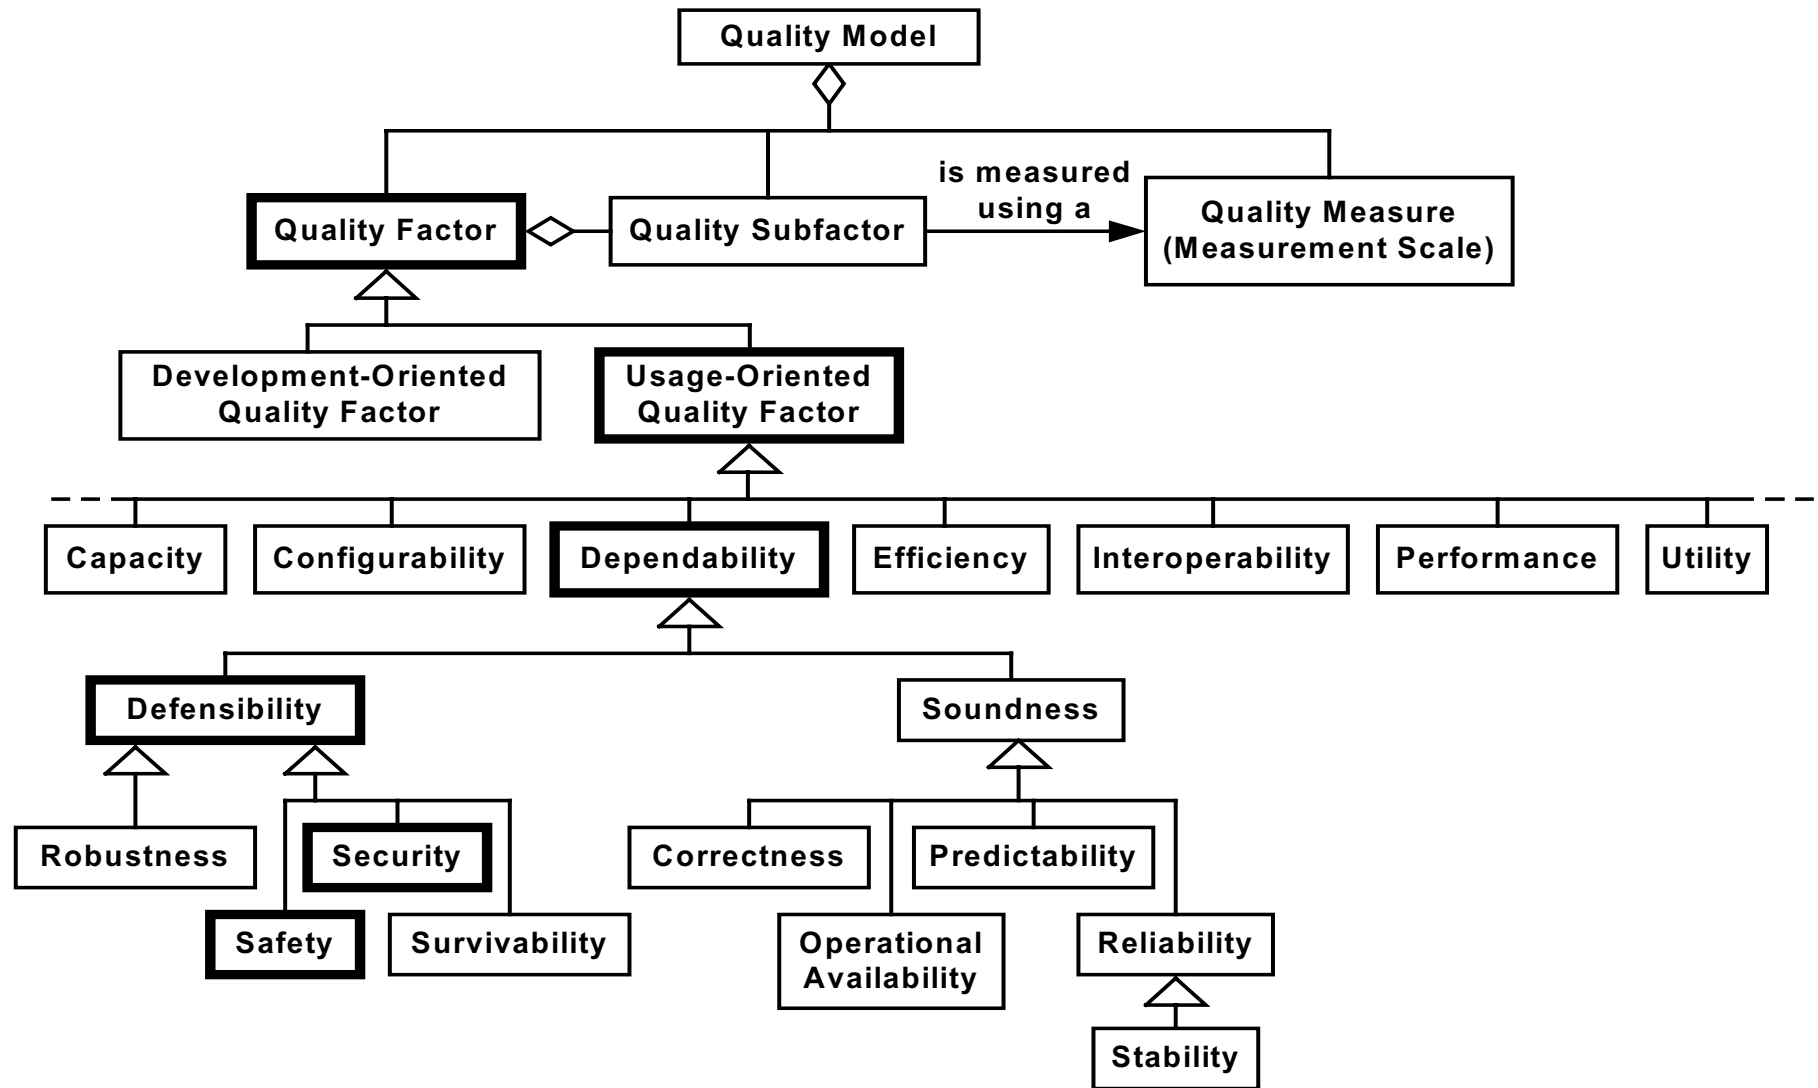 Quality Model
is measured
using a
Quality Factor
Quality Subfactor
Quality Measure
(Measurement Scale)
Development-Oriented
Quality Factor
Usage-Oriented
Quality Factor
Capacity
Configurability
Dependability
Efficiency
Interoperability
Performance
Utility
Defensibility
Soundness
Robustness
Security
Correctness
Predictability
Safety
Survivability
Operational
Availability
Reliability
Stability